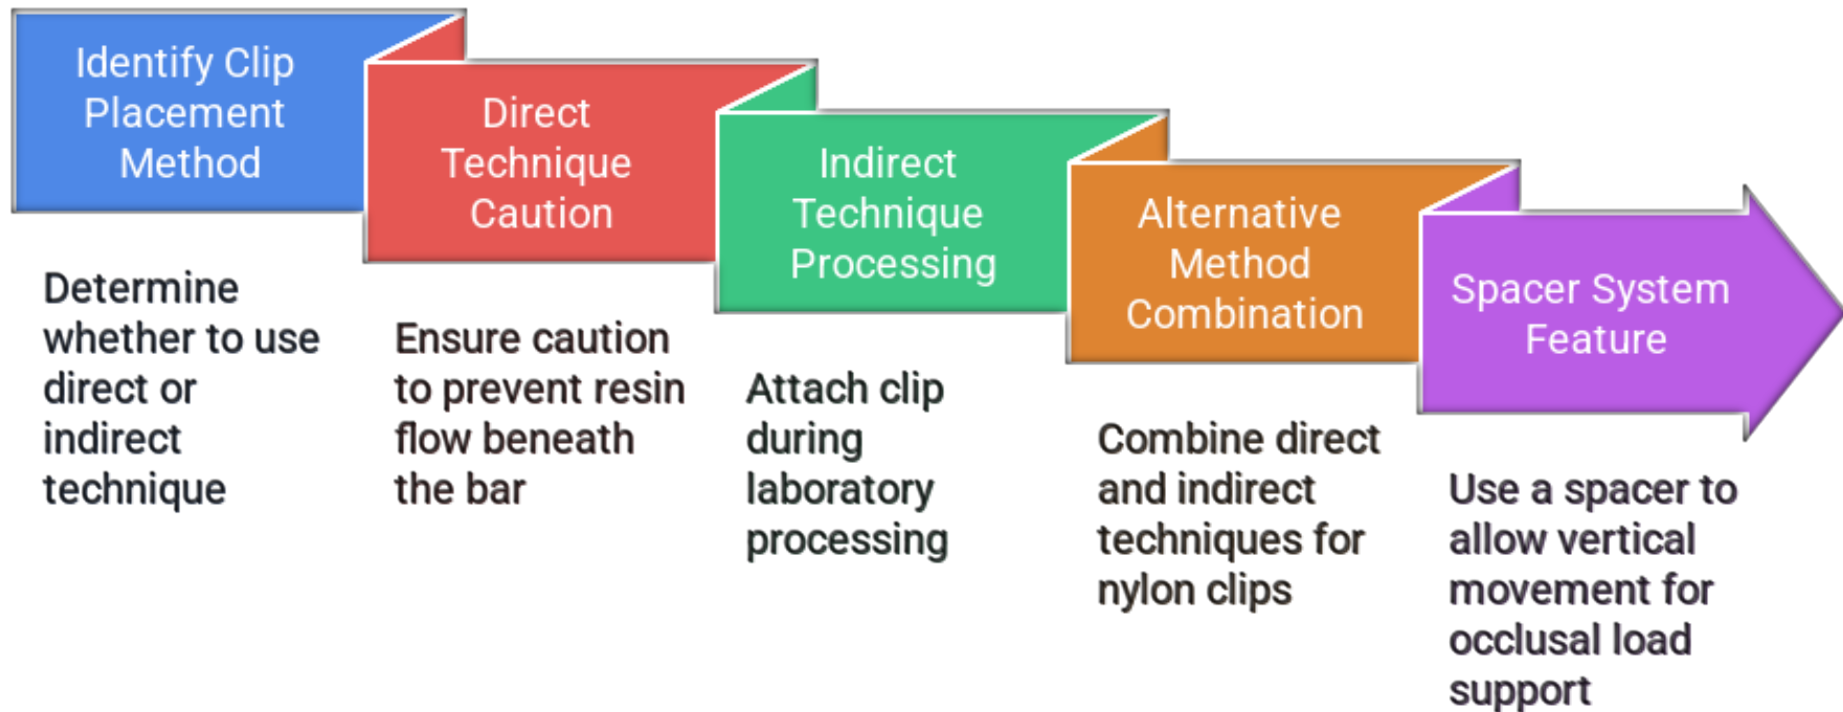 Identify Clip
Placement
Method
Determine
whether to use
direct or
indirect
technique
Direct
Technique
Caution
Ensure caution
to prevent resin
flow beneath
the bar
Indirect
Technique
Processing
Attach clip
during
laboratory
processing
Alternative
Method
Combination
Combine direct
and indirect
techniques for
nylon clips
Spacer System
Feature
Use a spacer to
allow vertical
movement for
occlusal load
support